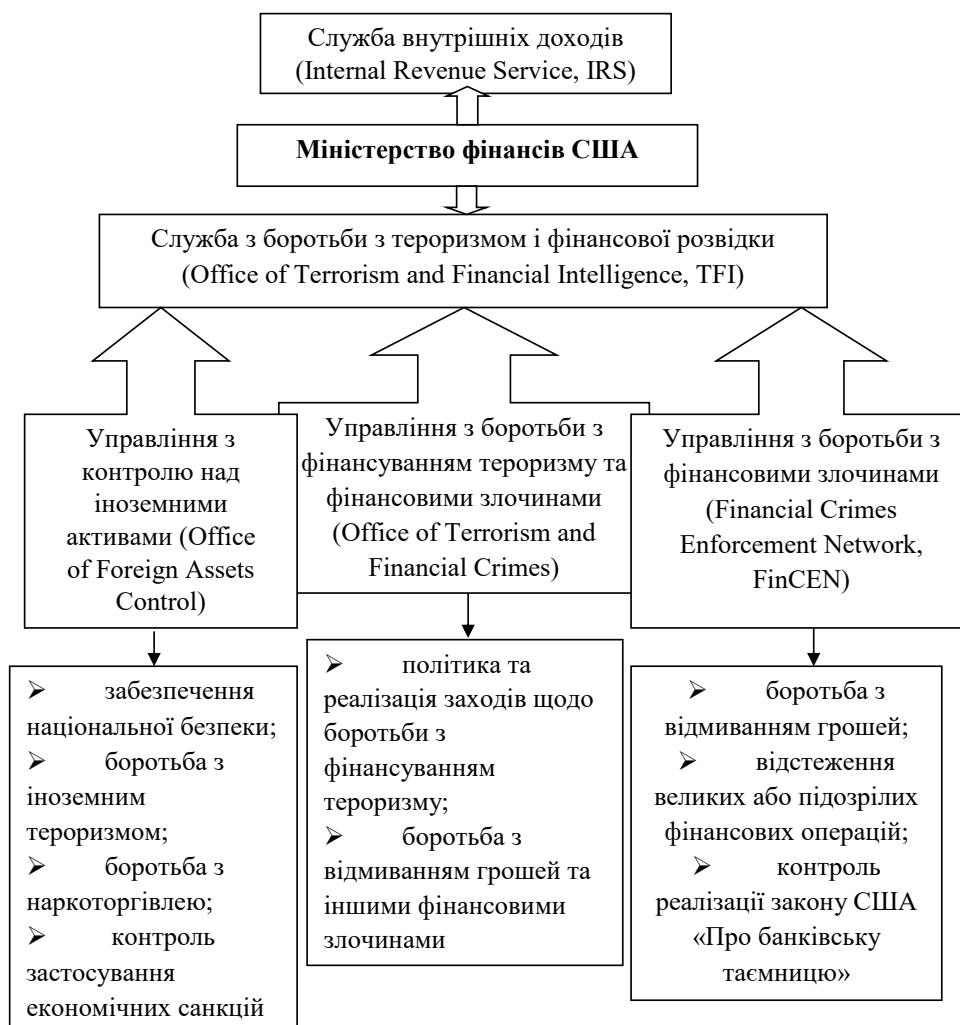 Служба внутрішніх доходів
(Internal Revenue Service, IRS)
Міністерство фінансів США
Служба з боротьби з тероризмом і фінансової розвідки
(Office of Terrorism and Financial Intelligence, TFI)
Управління з
контролю над
іноземними
активами (Office
of Foreign Assets
Control)
Управління з боротьби з
фінансуванням тероризму та
фінансовими злочинами
(Office of Terrorism and
Financial Crimes)
Управління з боротьби з
фінансовими злочинами
(Financial Crimes
Enforcement Network,
FinCEN)
➢ забезпечення
національної безпеки;
➢ боротьба з
іноземним
тероризмом;
➢ боротьба з
наркоторгівлею;
➢ контроль
застосування
економічних санкцій
➢ політика та
реалізація заходів щодо
боротьби з
фінансуванням
тероризму;
➢ боротьба з
відмиванням грошей та
іншими фінансовими
злочинами
➢ боротьба з
відмиванням грошей;
➢ відстеження
великих або підозрілих
фінансових операцій;
➢ контроль
реалізації закону США
«Про банківську
таємницю»